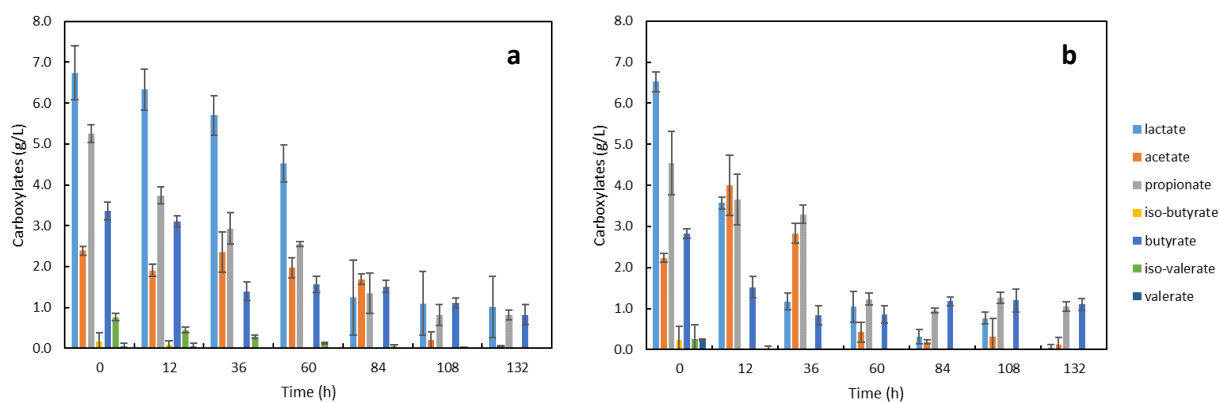 8.0
7.0
6.0
5.0
4.0
3.0
2.0
1.0
0.0
Carboxylates (g/L)
a
0 12 36 60 84 108 132
Time (h)
8.0
7.0
6.0
5.0
4.0
3.0
2.0
1.0
0.0
Carboxylates (g/L)
b
0 12 36 60 84 108 132
Time (h)
lactate
acetate
propionate
iso-butyrate
butyrate
iso-valerate
valerate